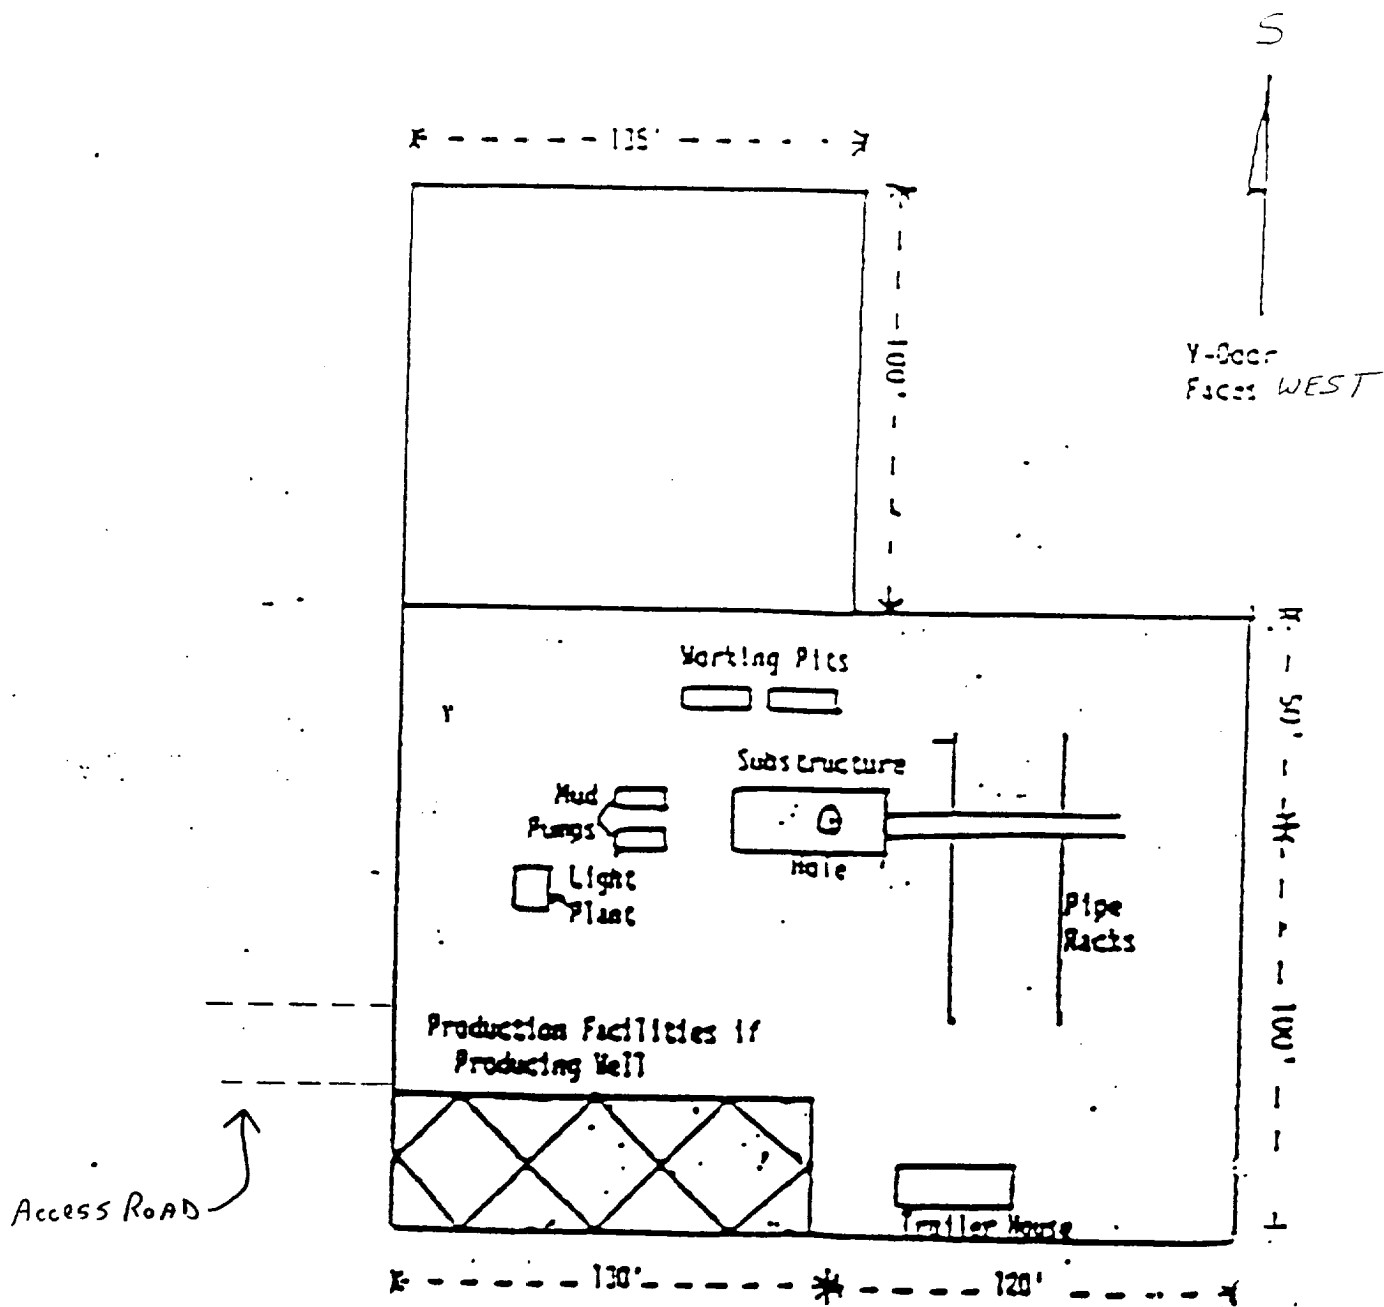 S
135'
100'
V-Door
Faces WEST
Working Pits
50'
Substructure
Mud
Pumps
Hole
Light
Plant
Pipe
Racks
100'
Production Facilities if
Producing Well
Access Road
Trailer House
130'
120'